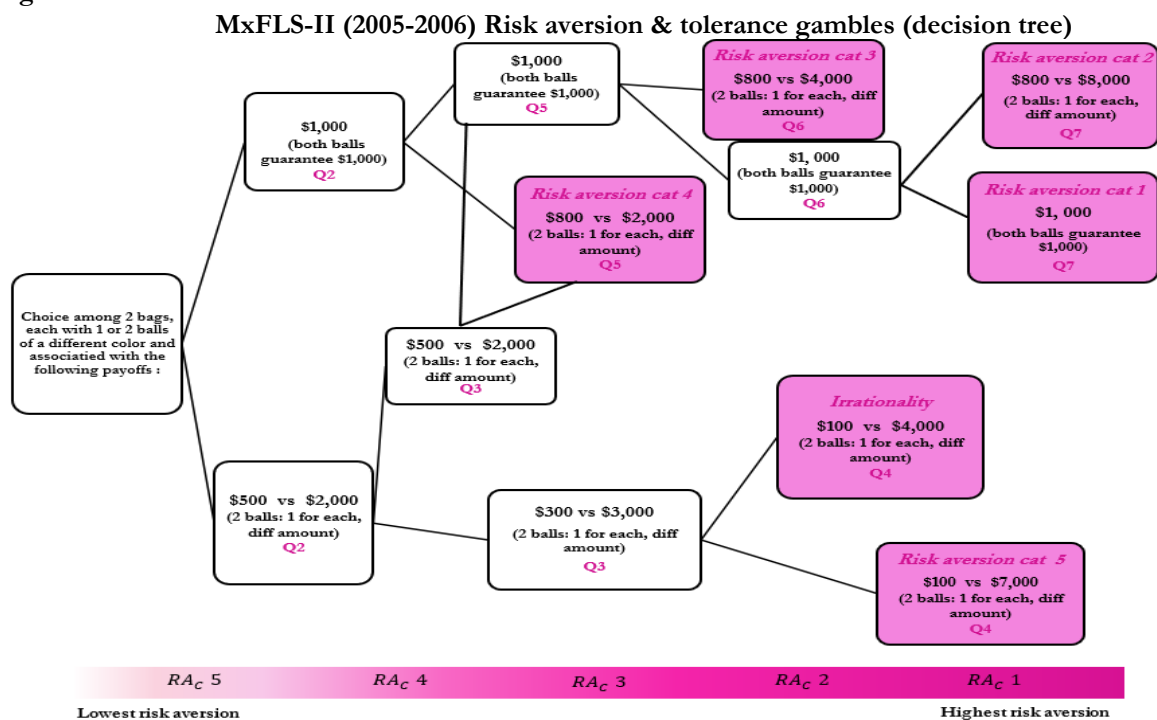 MxFLS-II (2005-2006) Risk aversion & tolerance gambles (decision tree)
Choice among 2 bags,
each with 1 or 2 balls
of a different color and
associatied with the
following payoffs :
$1,000
(both balls
guarantee $1,000)
Q2
$500 vs $2,000
(2 balls: 1 for each,
diff amount)
Q2
$1,000
(both balls
guarantee $1,000)
Q5
Risk aversion cat 4
$800 vs $2,000
(2 balls: 1 for each, diff
amount)
Q5
$500 vs $2,000
(2 balls: 1 for each,
diff amount)
Q3
$300 vs $3,000
(2 balls: 1 for each, diff
amount)
Q3
Risk aversion cat 3
$800 vs $4,000
(2 balls: 1 for each, diff
amount)
Q6
$1, 000
(both balls guarantee
$1,000)
Q6
Risk aversion cat 2
$800 vs $8,000
(2 balls: 1 for each, diff
amount)
Q7
Risk aversion cat 1
$1, 000
(both balls guarantee
$1,000)
Q7
Irrationality
$100 vs $4,000
(2 balls: 1 for each, diff
amount)
Q4
Risk aversion cat 5
$100 vs $7,000
(2 balls: 1 for each, diff
amount)
Q4
RA_C 5 RA_C 4 RA_C 3 RA_C 2 RA_C 1
Lowest risk aversion Highest risk aversion